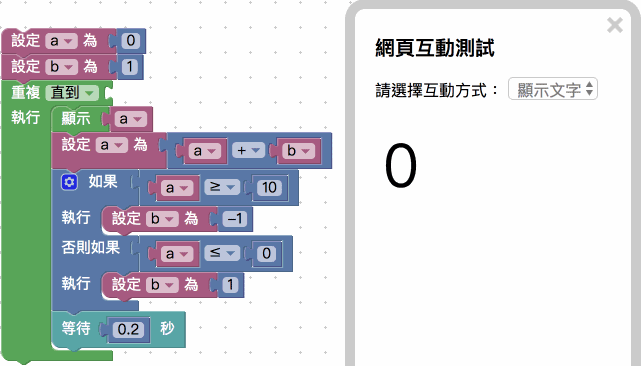 設定 a 為 0
設定 b 為 1
重複 直到
執行 顯示 a
設定 a 為 a + b
如果 a ≥ 10
執行 設定 b 為 -1
否則如果 a ≤ 0
執行 設定 b 為 1
等待 0.2 秒
×
網頁互動測試
請選擇互動方式： 顯示文字
0